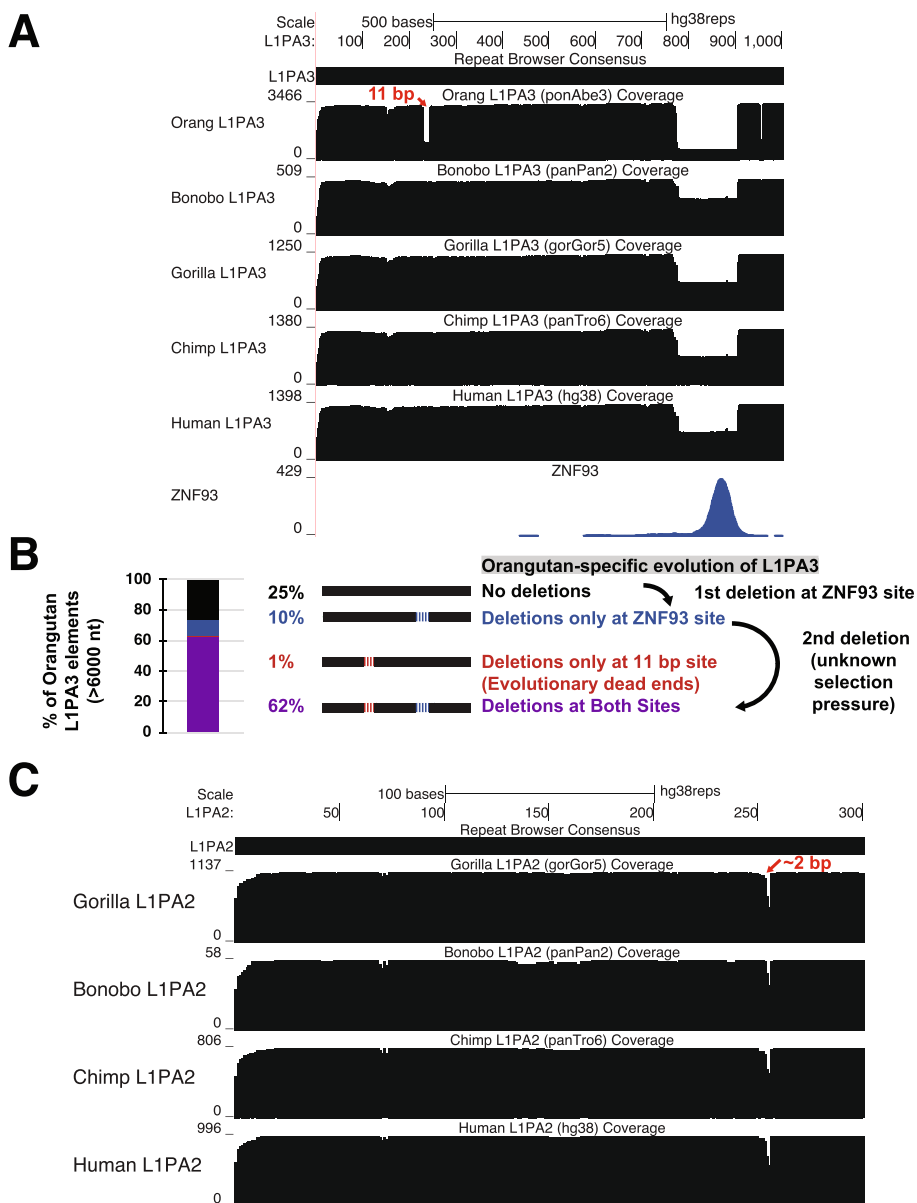 A
Scale 500 bases hg38reps
L1PA3: 100 200 300 400 500 600 700 800 900 1,000
Repeat Browser Consensus
L1PA3
3466 11 bp Orang L1PA3 (ponAbe3) Coverage
Orang L1PA3
0
509 Bonobo L1PA3 (panPan2) Coverage
Bonobo L1PA3
0
1250 Gorilla L1PA3 (gorGor5) Coverage
Gorilla L1PA3
0
1380 Chimp L1PA3 (panTro6) Coverage
Chimp L1PA3
0
1398 Human L1PA3 (hg38) Coverage
Human L1PA3
0
429 ZNF93
ZNF93
0
B
% of Orangutan
L1PA3 elements
(>6000 nt)
100
80
60
40
20
0
Orangutan-specific evolution of L1PA3
25% No deletions 1st deletion at ZNF93 site
10% Deletions only at ZNF93 site
1% Deletions only at 11 bp site
(Evolutionary dead ends)
62% Deletions at Both Sites
2nd deletion
(unknown
selection
pressure)
C
Scale 100 bases hg38reps
L1PA2: 50 100 150 200 250 300
Repeat Browser Consensus
L1PA2
1137 Gorilla L1PA2 (gorGor5) Coverage ~2 bp
Gorilla L1PA2
0
58 Bonobo L1PA2 (panPan2) Coverage
Bonobo L1PA2
0
806 Chimp L1PA2 (panTro6) Coverage
Chimp L1PA2
0
996 Human L1PA2 (hg38) Coverage
Human L1PA2
0